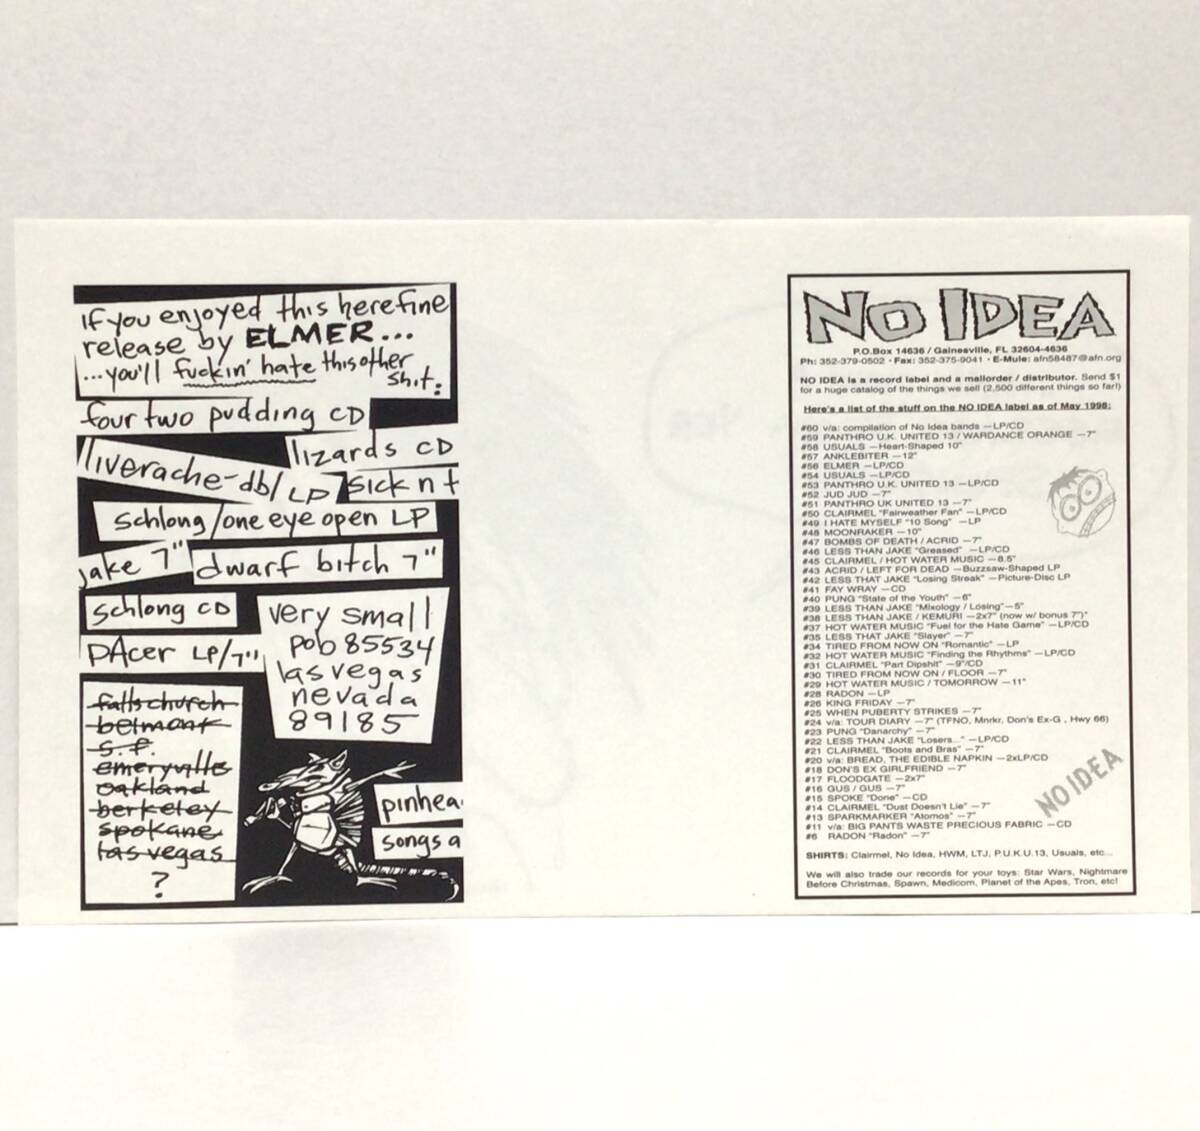 if you enjoyed this here fine
release by ELMER...
...you'll fuckin' hate this other
shit.
four two pudding CD
lizards CD
liverache-dbl LP
sick n t
schlong/one eye open LP
jake 7"
dwarf bitch 7"
schlong CD
pAcer LP/7"
very small
pob 85534
las vegas
nevada
89185
falls church
belmont
s.f.
emeryville
oakland
berkeley
spokane
las vegas
?
pinhea
songs a
NO IDEA
P.O.Box 14636 / Gainesville, FL 32604-4636
Ph: 352-379-0502 • Fax: 352-375-9041 • E-Mule: afn58487@afn.org
NO IDEA is a record label and a mailorder / distributor. Send $1
for a huge catalog of the things we sell (2,500 different things so far!)
Here's a list of the stuff on the NO IDEA label as of May 1998:
#60 v/a: compilation of No Idea bands —LP/CD
#59 PANTHRO U.K. UNITED 13 / WARDANCE ORANGE —7"
#58 USUALS —Heart-Shaped 10"
#57 ANKLEBITER —12"
#56 ELMER —LP/CD
#54 USUALS —LP/CD
#53 PANTHRO U.K. UNITED 13 —LP/CD
#52 JUD JUD —7"
#51 PANTHRO UK UNITED 13 —7"
#50 CLAIRMEL "Fairweather Fan" —LP/CD
#49 I HATE MYSELF "10 Song" —LP
#48 MOONRAKER —10"
#47 BOMBS OF DEATH / ACRID —7"
#46 LESS THAN JAKE "Greased" —LP/CD
#45 CLAIRMEL / HOT WATER MUSIC —8.5"
#43 ACRID / LEFT FOR DEAD —Buzzsaw-Shaped LP
#42 LESS THAT JAKE "Losing Streak" —Picture-Disc LP
#41 FAY WRAY —CD
#40 PUNG "State of the Youth" —6"
#39 LESS THAN JAKE "Mixology / Losing" —5"
#38 LESS THAN JAKE / KEMURI —2x7" (now w/ bonus 7")"
#37 HOT WATER MUSIC "Fuel for the Hate Game" —LP/CD
#35 LESS THAT JAKE "Slayer" —7"
#34 TIRED FROM NOW ON "Romantic" —LP
#32 HOT WATER MUSIC "Finding the Rhythms" —LP/CD
#31 CLAIRMEL "Part Dipshit" —9"/CD
#30 TIRED FROM NOW ON / FLOOR —7"
#29 HOT WATER MUSIC / TOMORROW —11"
#28 RADON —LP
#26 KING FRIDAY —7"
#25 WHEN PUBERTY STRIKES —7"
#24 v/a: TOUR DIARY —7" (TFNO, Mnrkr, Don's Ex-G , Hwy 66)
#23 PUNG "Danarchy" —7"
#22 LESS THAN JAKE "Losers..." —LP/CD
#21 CLAIRMEL "Boots and Bras" —7"
#20 v/a: BREAD, THE EDIBLE NAPKIN —2xLP/CD
#18 DON'S EX GIRLFRIEND —7"
#17 FLOODGATE —2x7"
#16 GUS / GUS —7"
#15 SPOKE "Done" —CD
#14 CLAIRMEL "Dust Doesn't Lie" —7"
#13 SPARKMARKER "Atomos" —7"
#11 v/a: BIG PANTS WASTE PRECIOUS FABRIC —CD
#6 RADON "Radon" —7"
NO IDEA
SHIRTS: Clairmel, No Idea, HWM, LTJ, P.U.K.U.13, Usuals, etc...
We will also trade our records for your toys: Star Wars, Nightmare
Before Christmas, Spawn, Medicom, Planet of the Apes, Tron, etc!